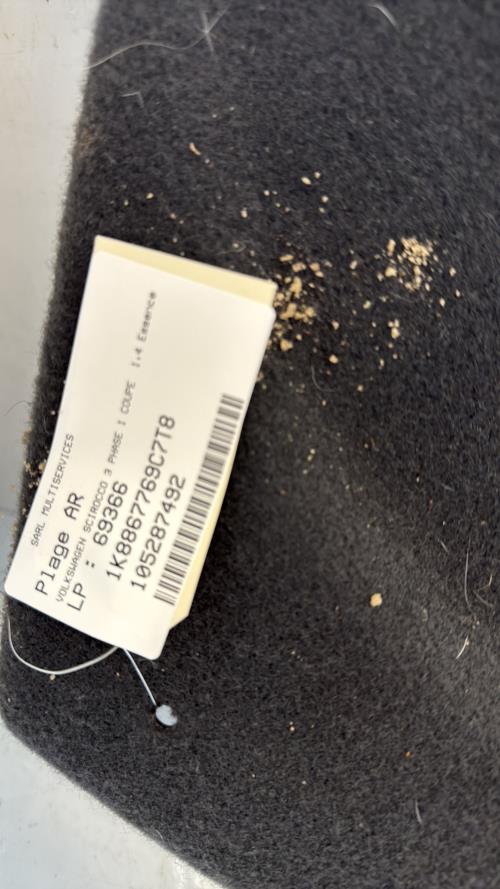 SARL MULTISERVICES
Plage AR
VOLKSWAGEN SCIROCCO 3 PHASE 1 COUPE 1.4 Essence
LP : 69366
1K8867769C7T8
105287492